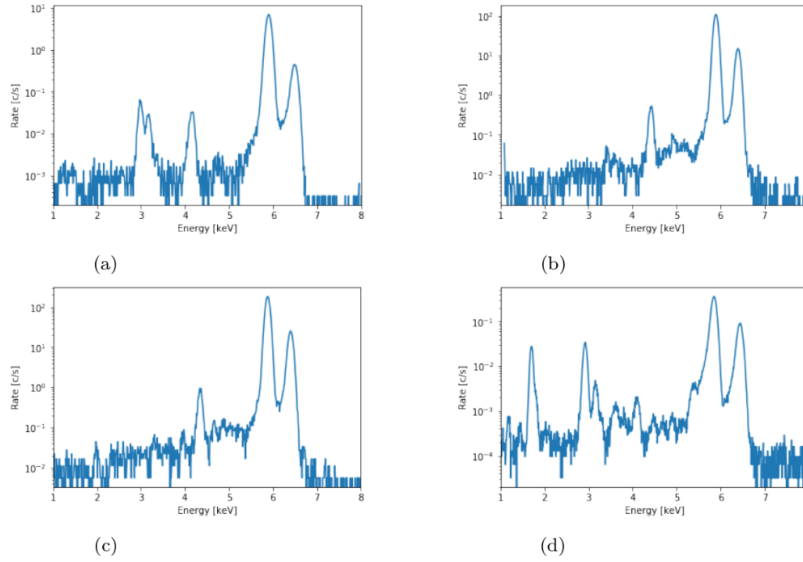 10¹
10⁰
10⁻¹
10⁻²
10⁻³
Rate [c/s]
1 2 3 4 5 6 7 8
Energy [keV]
(a)
10²
10¹
10⁰
10⁻¹
10⁻²
Rate [c/s]
1 2 3 4 5 6 7
Energy [keV]
(b)
10²
10¹
10⁰
10⁻¹
10⁻²
Rate [c/s]
1 2 3 4 5 6 7 8
Energy [keV]
(c)
10⁻¹
10⁻²
10⁻³
10⁻⁴
Rate [c/s]
1 2 3 4 5 6 7
Energy [keV]
(d)